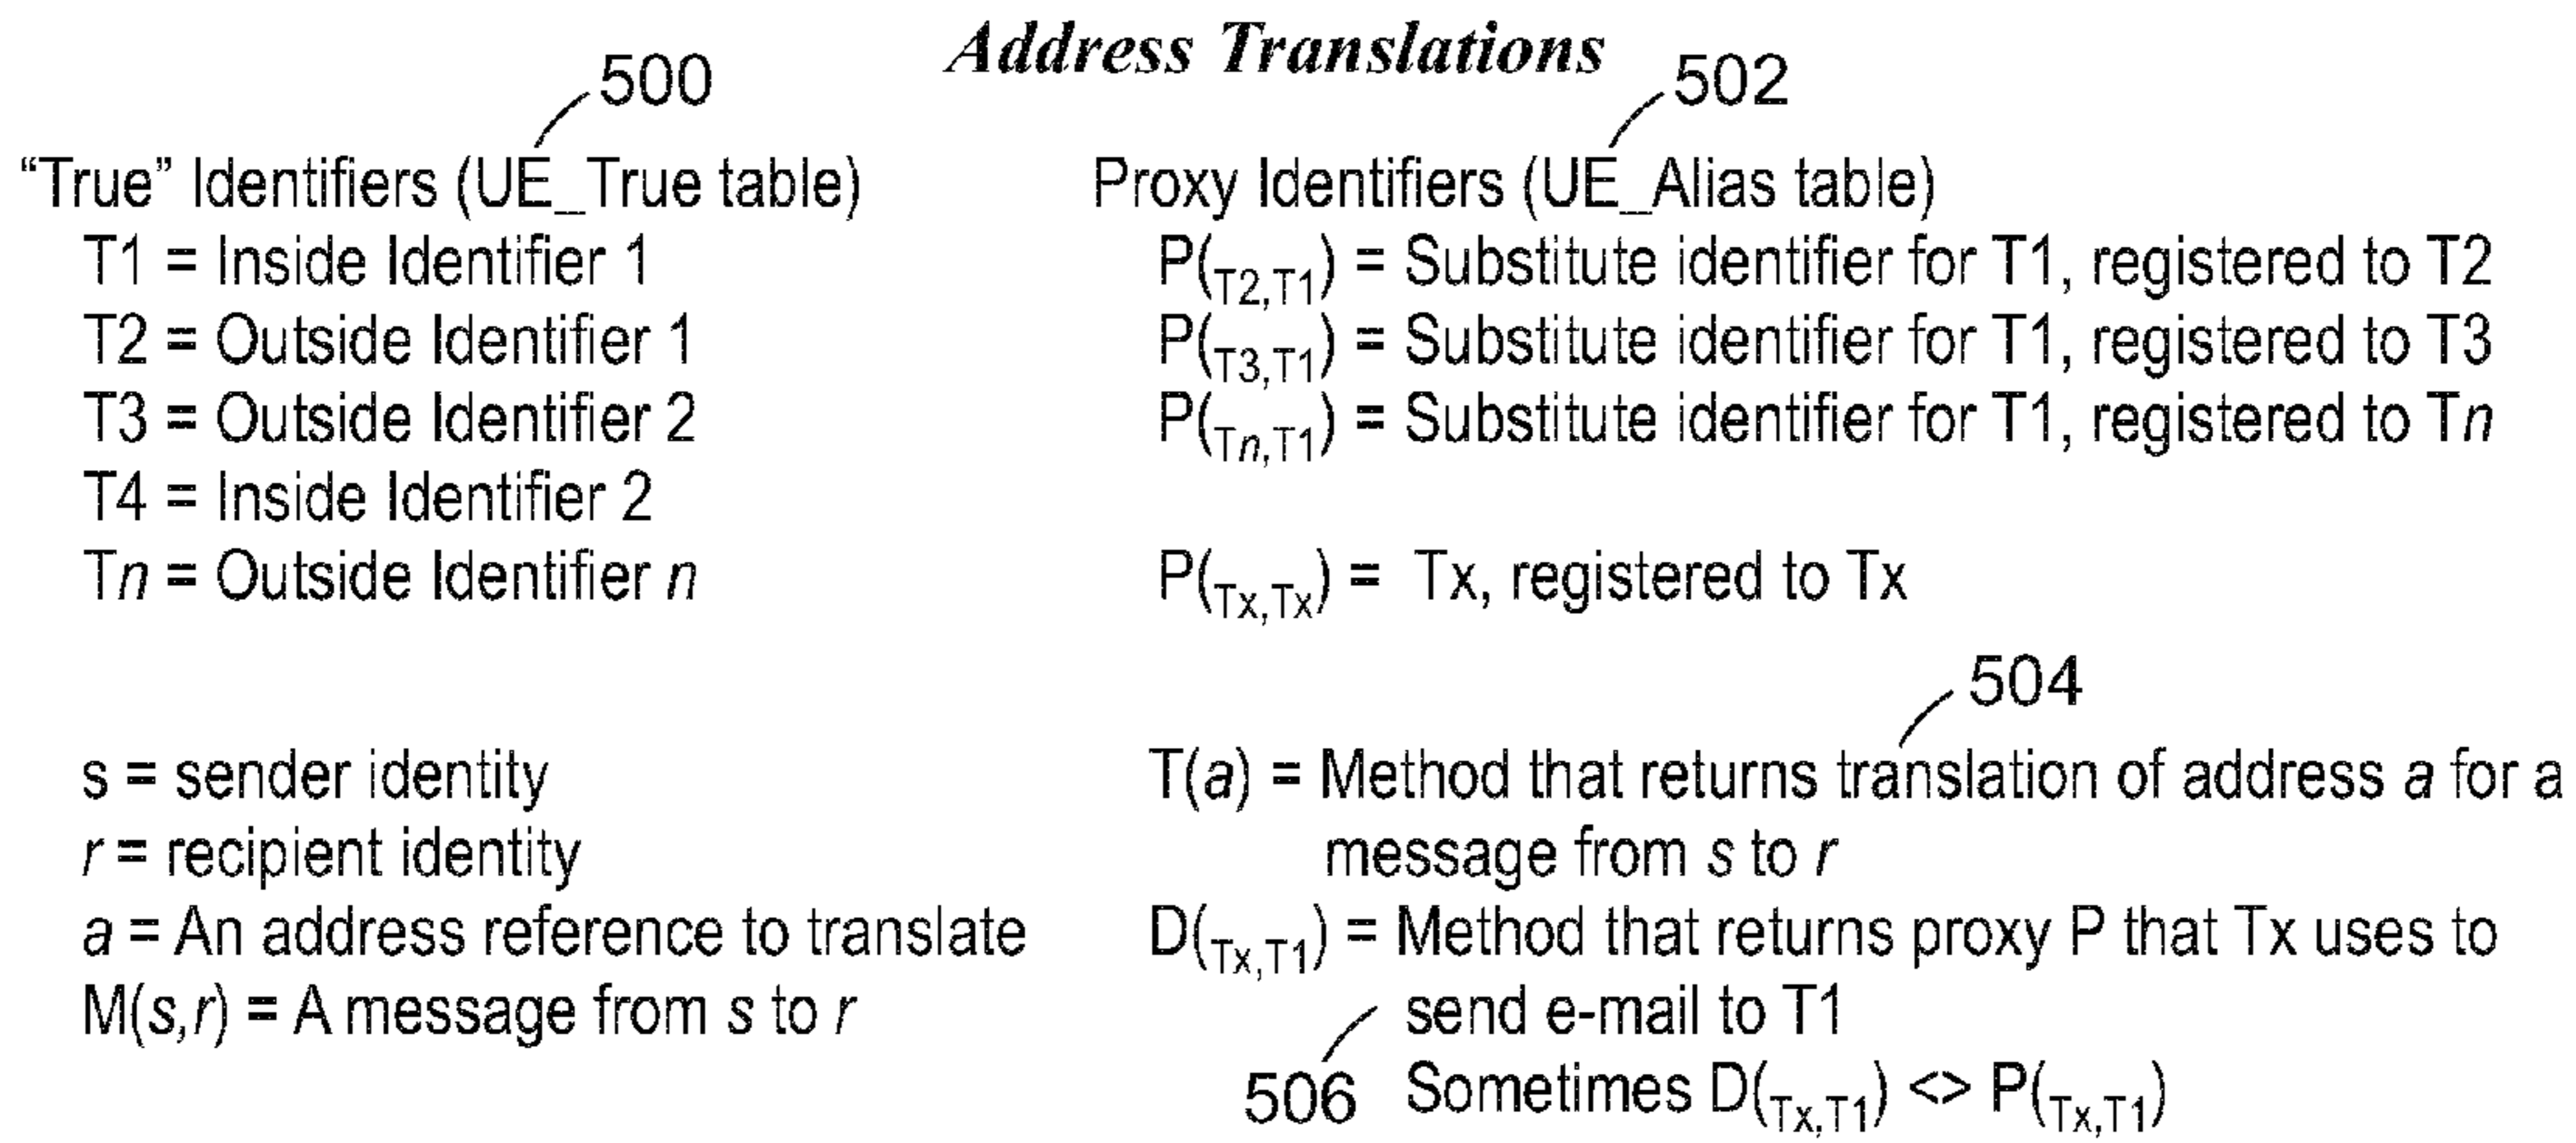 Address Translations
500
502
“True” Identifiers (UE_True table)
T1 = Inside Identifier 1
T2 = Outside Identifier 1
T3 = Outside Identifier 2
T4 = Inside Identifier 2
Tn = Outside Identifier n
Proxy Identifiers (UE_Alias table)
P(T2,T1) = Substitute identifier for T1, registered to T2
P(T3,T1) = Substitute identifier for T1, registered to T3
P(Tn,T1) = Substitute identifier for T1, registered to Tn
P(Tx,Tx) = Tx, registered to Tx
s = sender identity
r = recipient identity
a = An address reference to translate
M(s,r) = A message from s to r
504
T(a) = Method that returns translation of address a for a
message from s to r
D(Tx,T1) = Method that returns proxy P that Tx uses to
send e-mail to T1
506
Sometimes D(Tx,T1) <> P(Tx,T1)